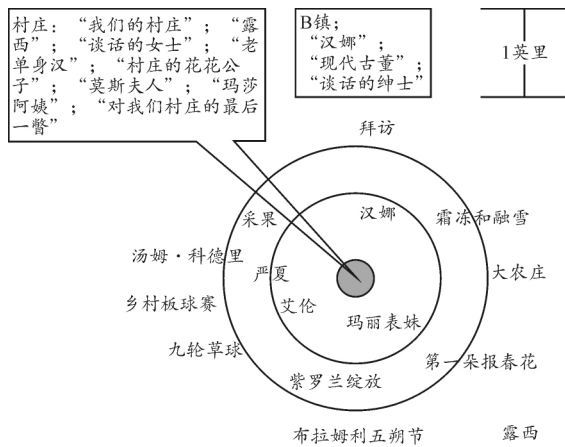 村庄：“我们的村庄”；“露
西”；“谈话的女士”；“老
单身汉”；“村庄的花花公
子”；“莫斯夫人”；“玛莎
阿姨”；“对我们村庄的最后
一瞥”
B镇；
“汉娜”；
“现代古董”；
“谈话的绅士”
1英里
拜访
采果
汉娜
霜冻和融雪
汤姆·科德里
严夏
大农庄
乡村板球赛
艾伦
玛丽表妹
九轮草球
第一朵报春花
紫罗兰绽放
布拉姆利五朔节
露西